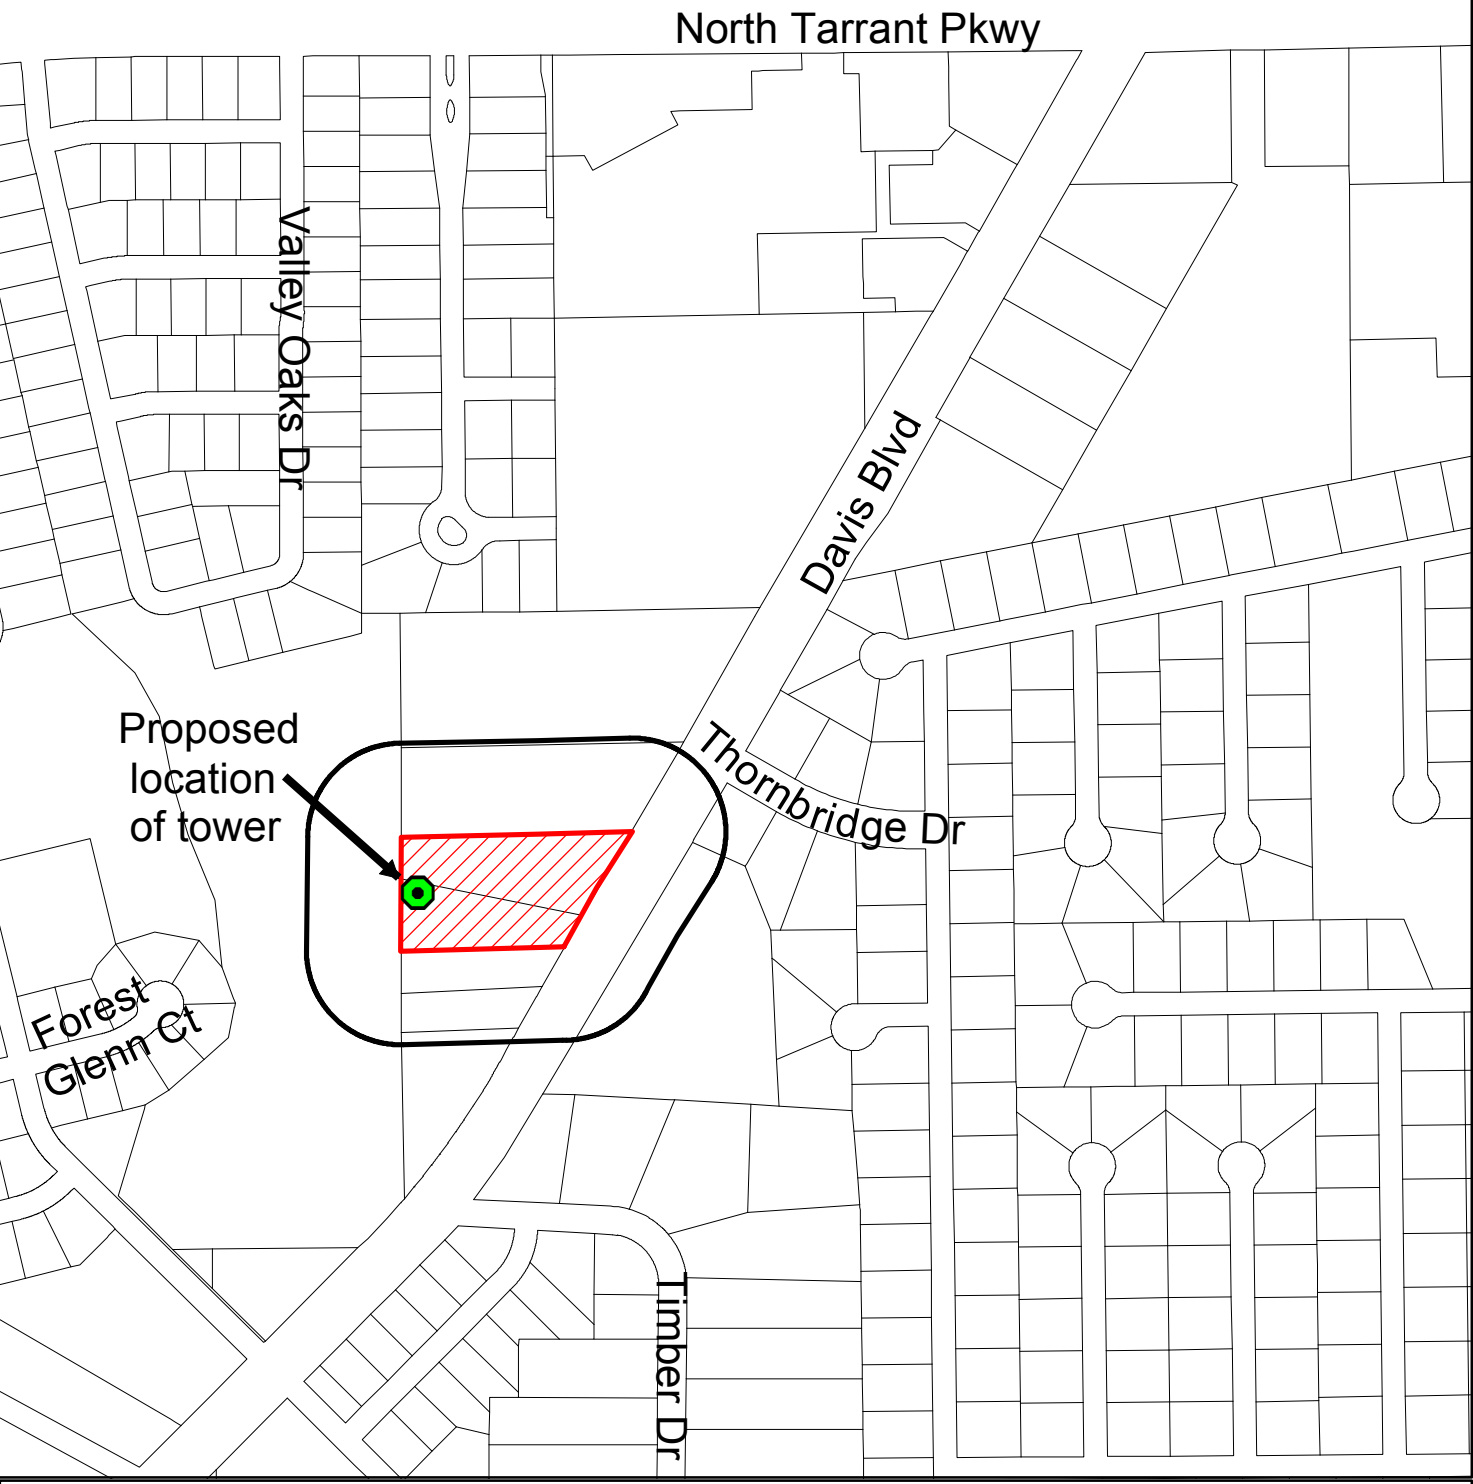 North Tarrant Pkwy
Valley Oaks Dr
Davis Blvd
Proposed
location
of tower
Thornbridge Dr
Forest
Glenn Ct
Timber Dr